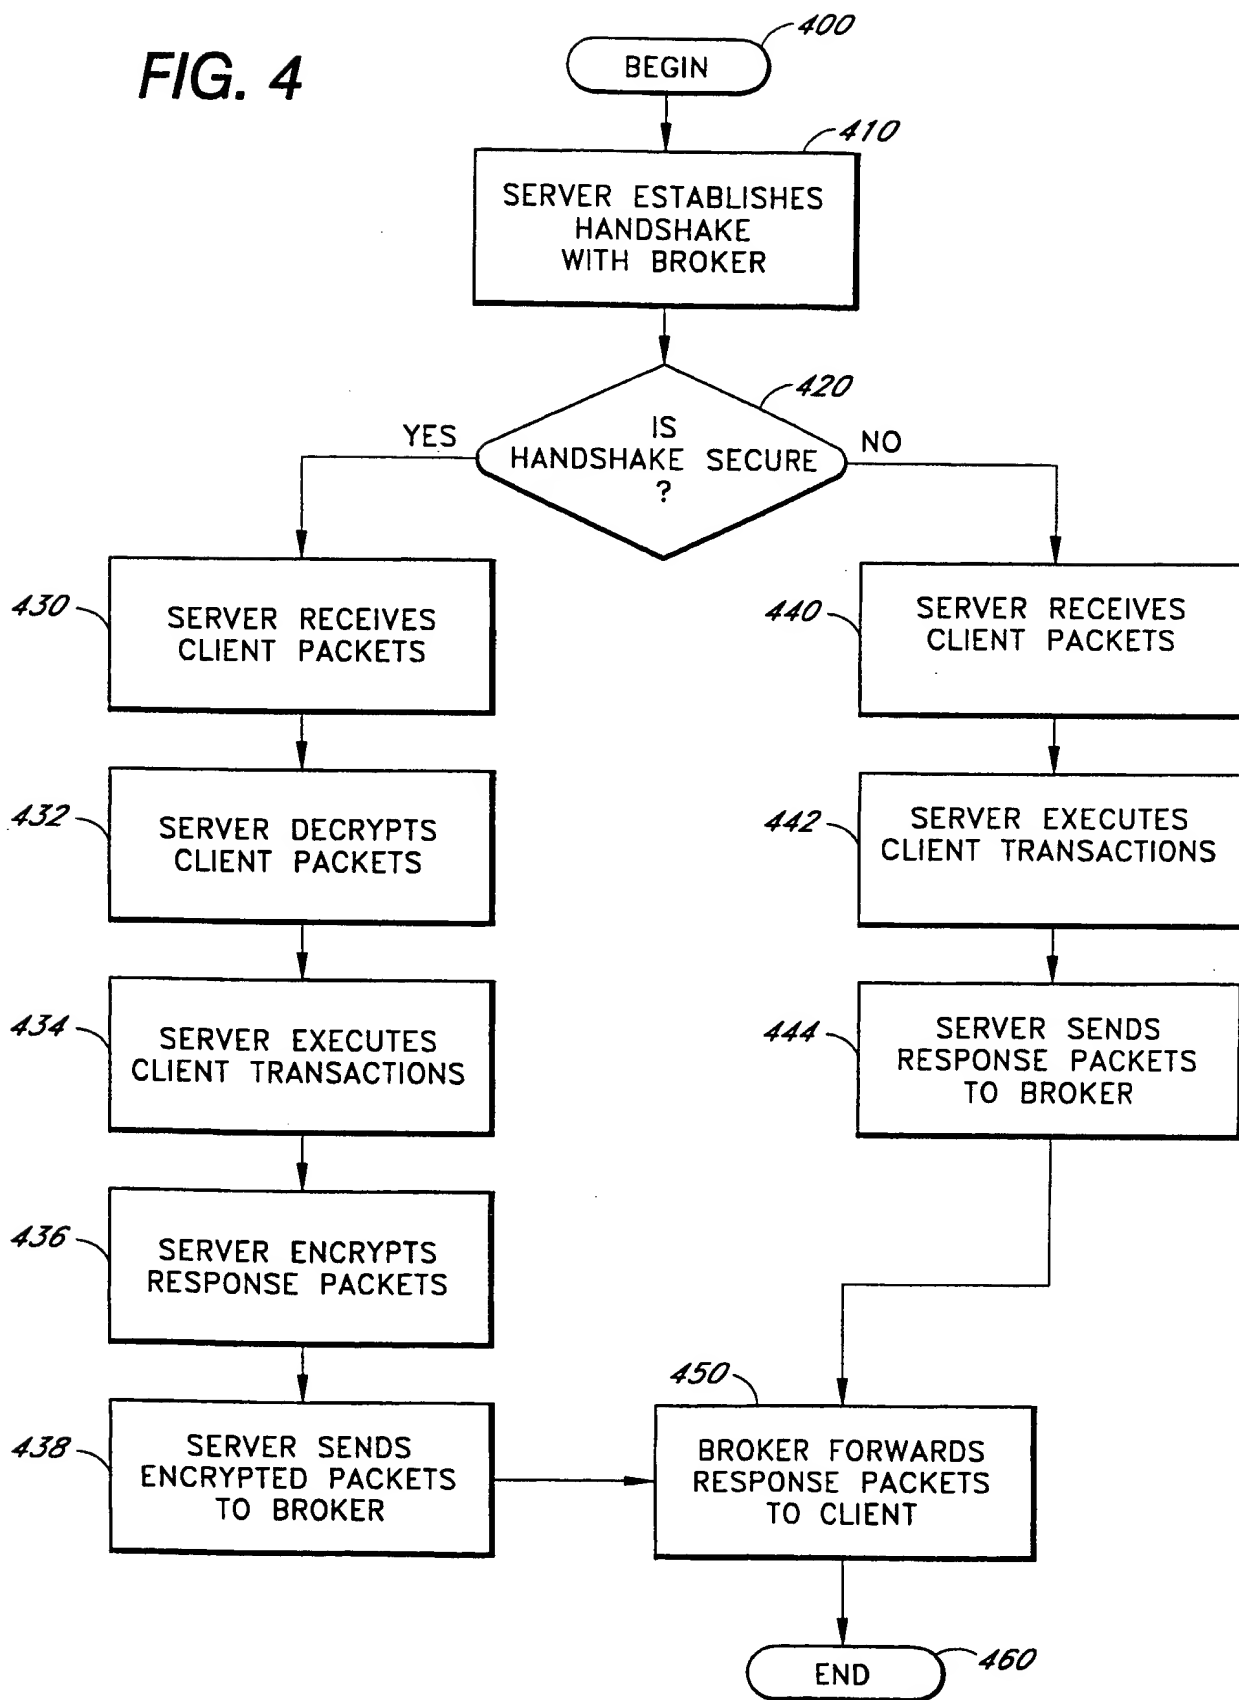 FIG. 4
400
BEGIN
410
SERVER ESTABLISHES
HANDSHAKE
WITH BROKER
420
IS
HANDSHAKE SECURE
?
YES
NO
430
SERVER RECEIVES
CLIENT PACKETS
440
SERVER RECEIVES
CLIENT PACKETS
432
SERVER DECRYPTS
CLIENT PACKETS
442
SERVER EXECUTES
CLIENT TRANSACTIONS
434
SERVER EXECUTES
CLIENT TRANSACTIONS
444
SERVER SENDS
RESPONSE PACKETS
TO BROKER
436
SERVER ENCRYPTS
RESPONSE PACKETS
438
SERVER SENDS
ENCRYPTED PACKETS
TO BROKER
450
BROKER FORWARDS
RESPONSE PACKETS
TO CLIENT
END
460